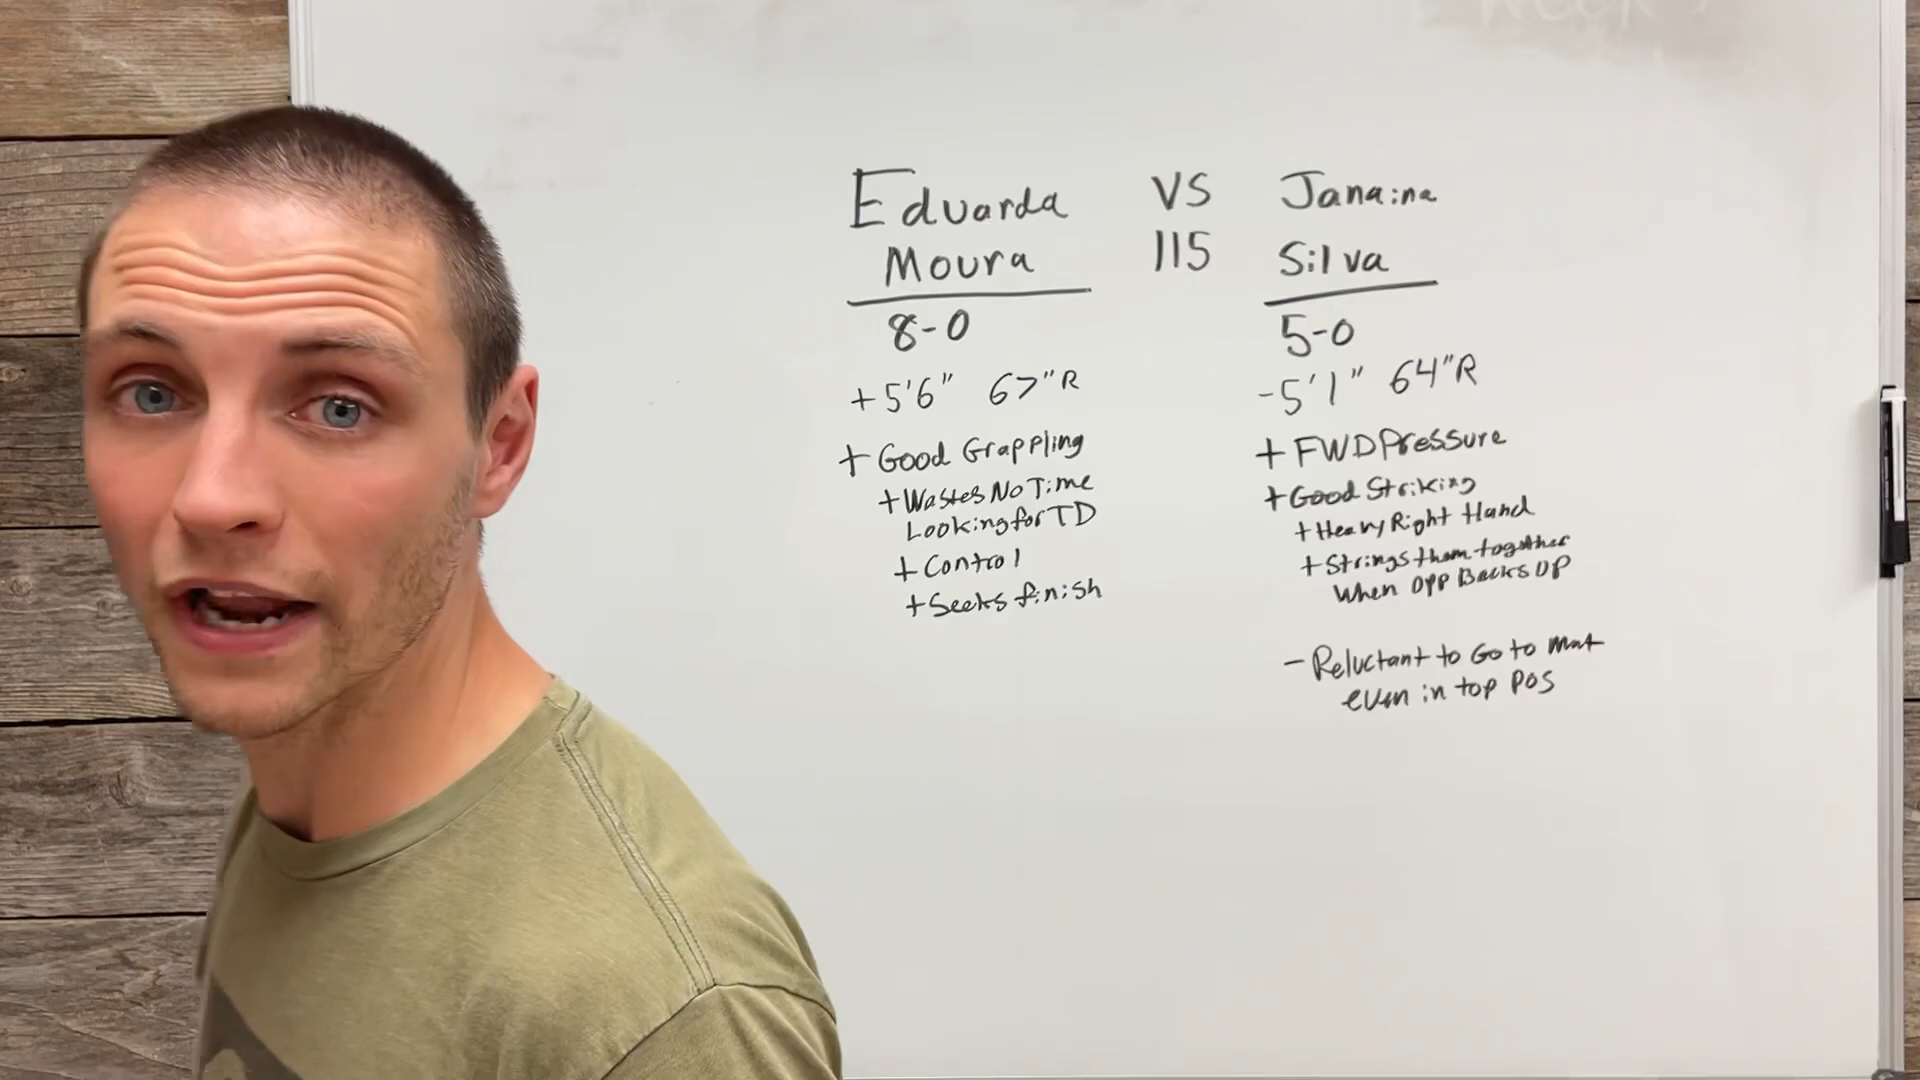 Week
Eduarda VS Janaina
Moura 115 Silva
8-0 5-0
+5'6" 67"R -5'1" 64"R
+ Good Grappling
+ Wastes No Time
Looking for TD
+ Control
+ Seeks finish
+ FWD Pressure
+ Good Striking
+ Heavy Right Hand
+ Strings them together
When Opp Backs Up
- Reluctant to Go to Mat
even in top pos